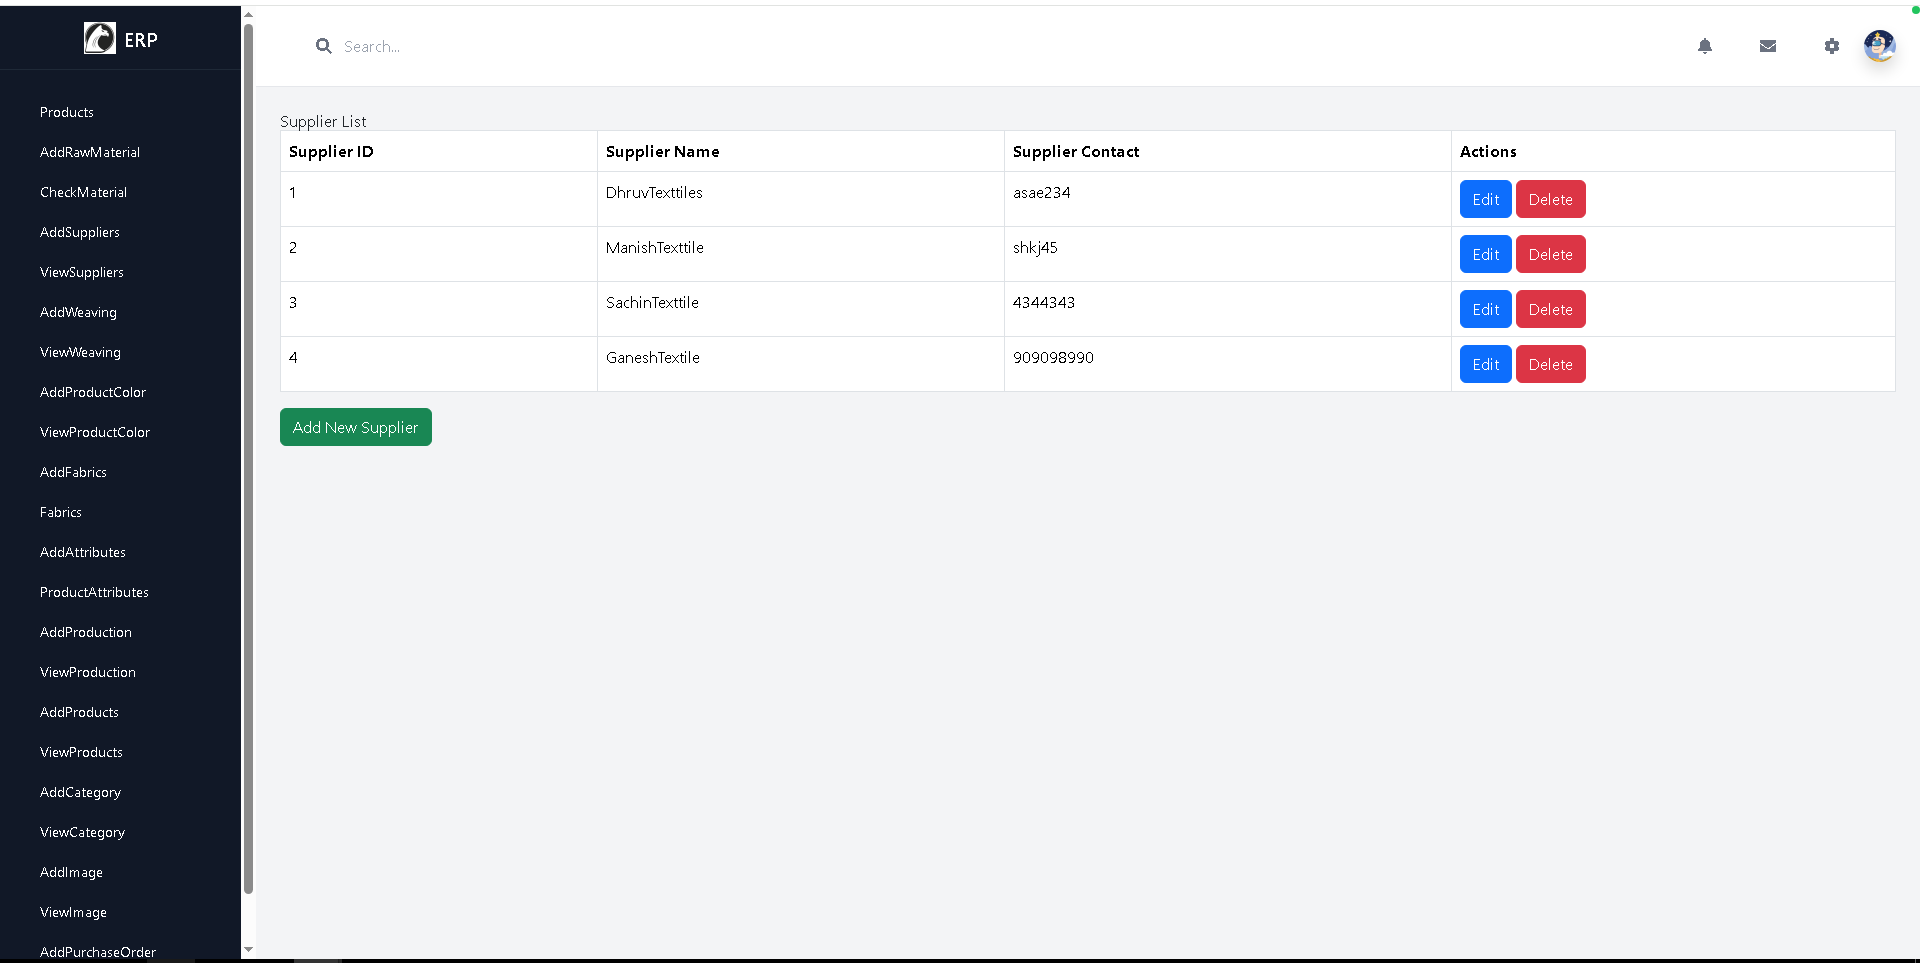 ERP
Search...
Products
AddRawMaterial
CheckMaterial
AddSuppliers
ViewSuppliers
AddWeaving
ViewWeaving
AddProductColor
ViewProductColor
AddFabrics
Fabrics
AddAttributes
ProductAttributes
AddProduction
ViewProduction
AddProducts
ViewProducts
AddCategory
ViewCategory
AddImage
ViewImage
AddPurchaseOrder
Supplier List
Supplier ID Supplier Name Supplier Contact Actions
1 DhruvTexttiles asae234 Edit Delete
2 ManishTexttile shkj45 Edit Delete
3 SachinTexttile 4344343 Edit Delete
4 GaneshTextile 909098990 Edit Delete
Add New Supplier